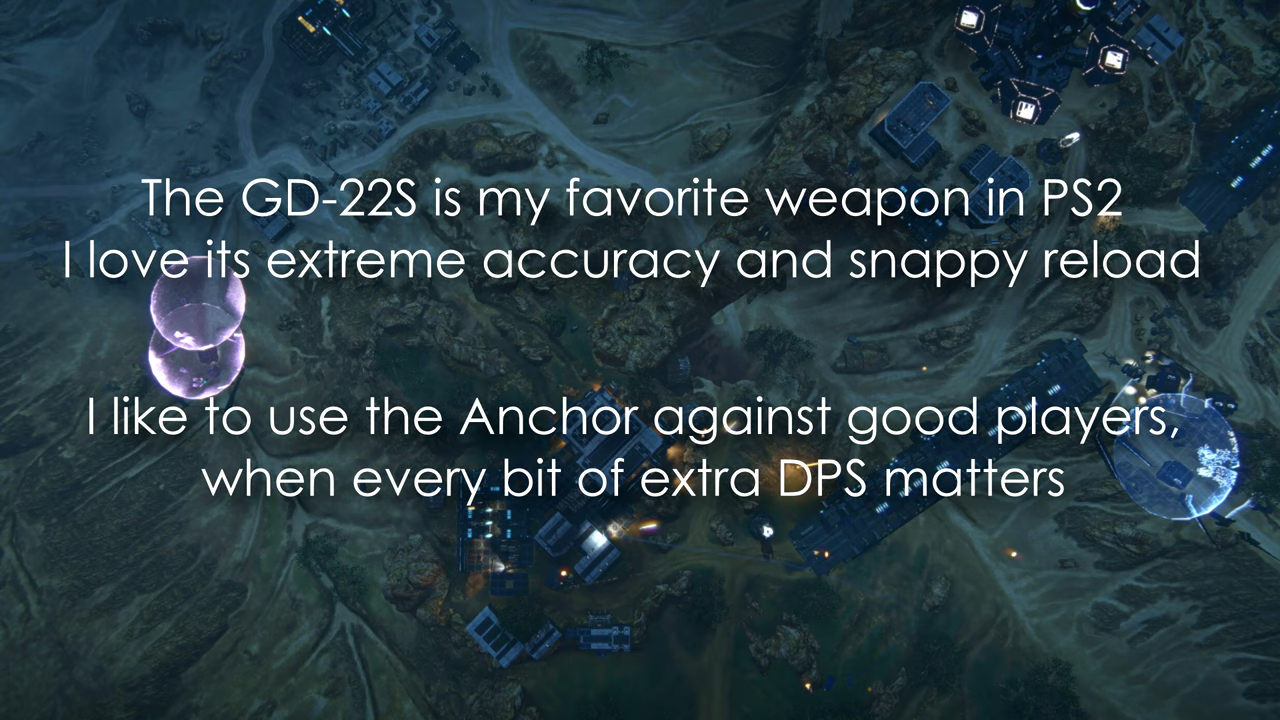 The GD-22S is my favorite weapon in PS2
I love its extreme accuracy and snappy reload
I like to use the Anchor against good players,
when every bit of extra DPS matters